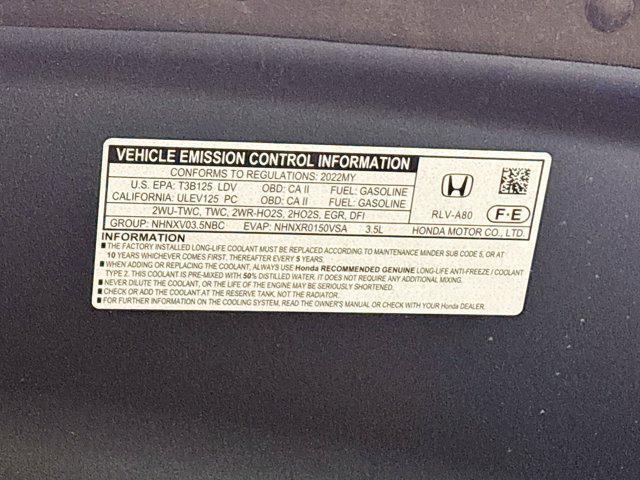 VEHICLE EMISSION CONTROL INFORMATION
CONFORMS TO REGULATIONS: 2022MY
U.S. EPA: T3B125 LDV OBD: CA II FUEL: GASOLINE
CALIFORNIA: ULEV125 PC OBD: CA II FUEL: GASOLINE
2WU-TWC, TWC, 2WR-HO2S, 2HO2S, EGR, DFI
GROUP: NHNXV03.5NBC EVAP: NHNXR0150VSA 3.5L
RLV-A80 F·E
HONDA MOTOR CO., LTD.
INFORMATION
■ THE FACTORY INSTALLED LONG-LIFE COOLANT MUST BE REPLACED ACCORDING TO MAINTENANCE MINDER SUB CODE 5, OR AT
10 YEARS WHICHEVER COMES FIRST. THEREAFTER EVERY 5 YEARS.
■ WHEN ADDING OR REPLACING THE COOLANT, ALWAYS USE Honda RECOMMENDED GENUINE LONG-LIFE ANTI-FREEZE / COOLANT
TYPE 2. THIS COOLANT IS PRE-MIXED WITH 50% DISTILLED WATER. IT DOES NOT REQUIRE ANY ADDITIONAL MIXING.
■ NEVER DILUTE THE COOLANT, OR THE LIFE OF THE ENGINE MAY BE SERIOUSLY SHORTENED.
■ CHECK OR ADD THE COOLANT AT THE RESERVE TANK, NOT THE RADIATOR.
■ FOR FURTHER INFORMATION ON THE COOLING SYSTEM, READ THE OWNER'S MANUAL OR CHECK WITH YOUR Honda DEALER.